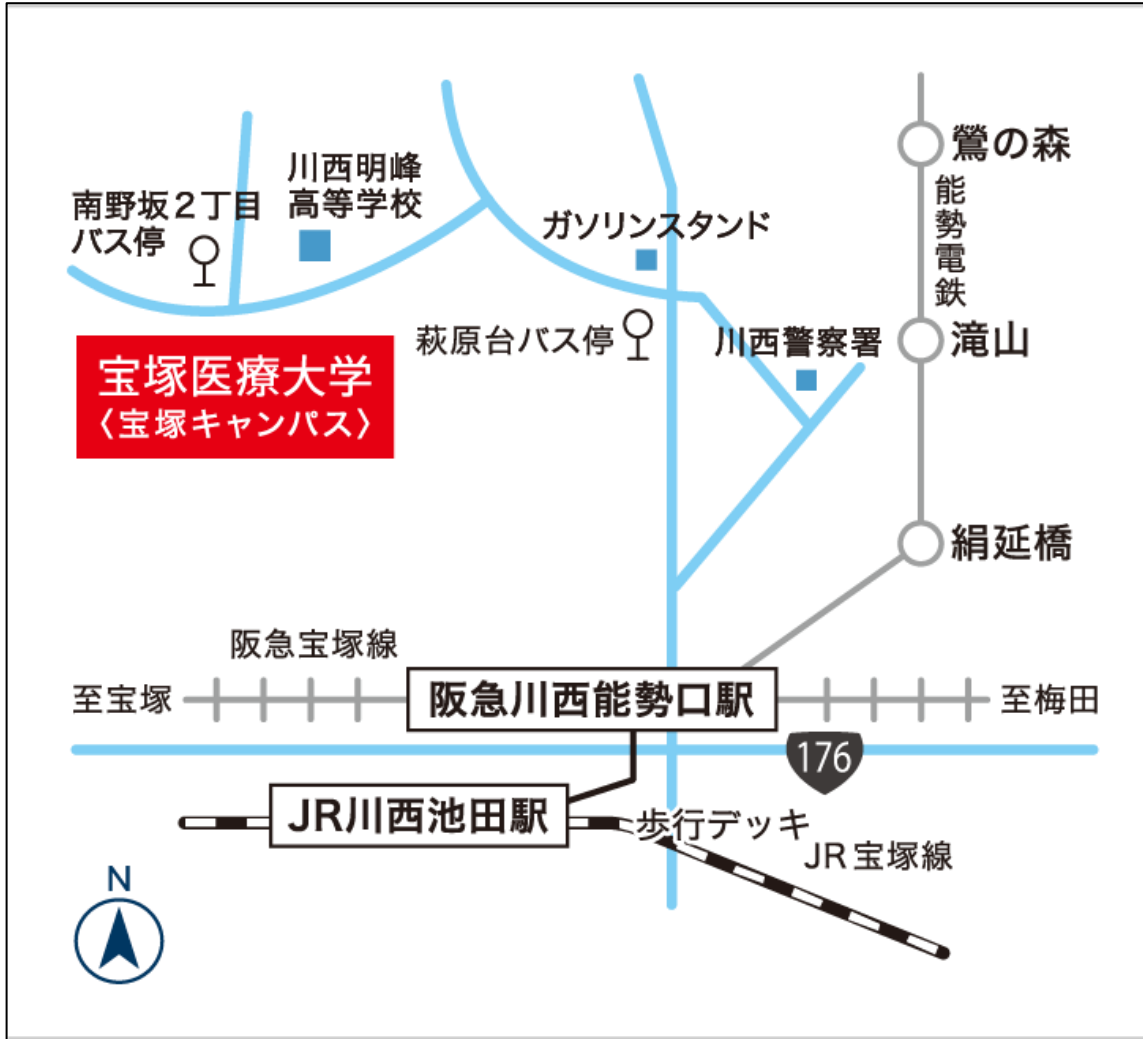 鶯の森
能勢電鉄
川西明峰
高等学校
南野坂２丁目
バス停
ガソリンスタンド
萩原台バス停
川西警察署
滝山
宝塚医療大学
〈宝塚キャンパス〉
絹延橋
阪急宝塚線
至宝塚
阪急川西能勢口駅
至梅田
176
JR川西池田駅
歩行デッキ
JR宝塚線
N